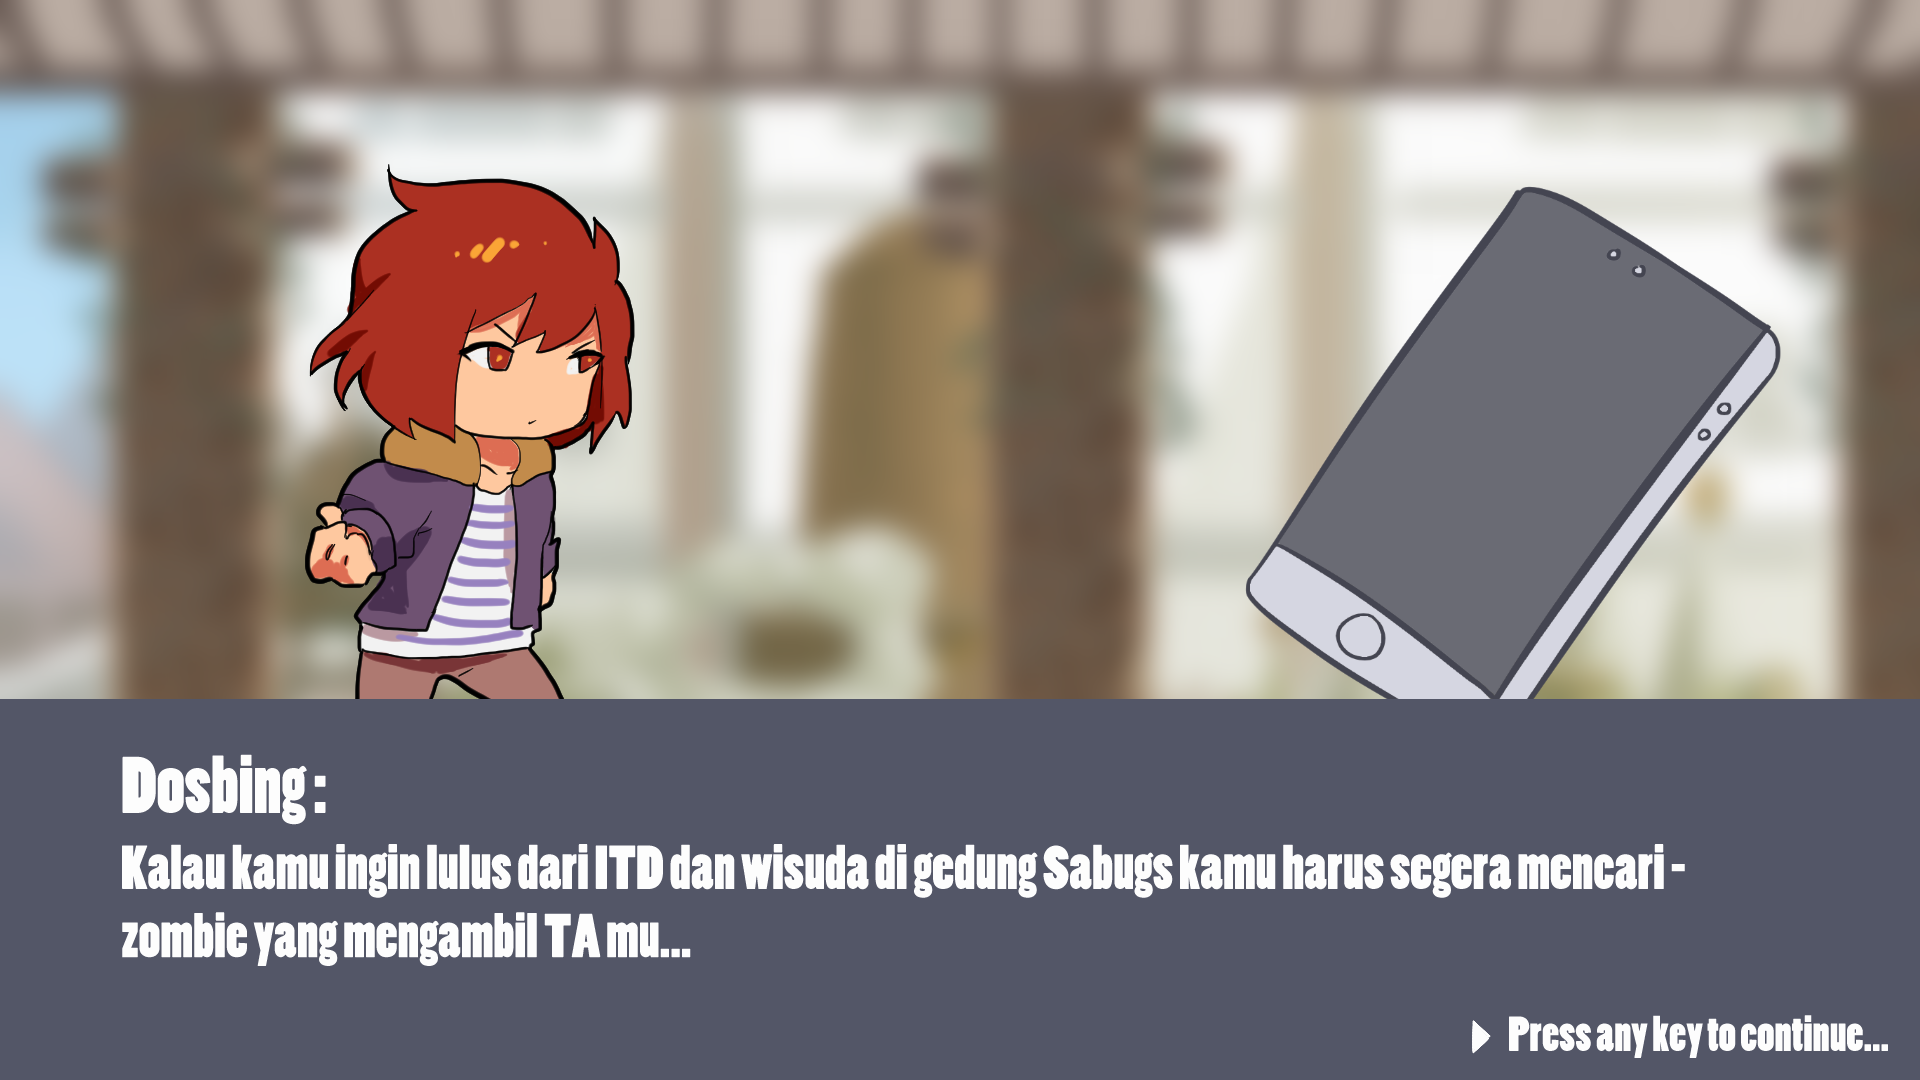 Dosbing :
Kalau kamu ingin lulus dari ITD dan wisuda di gedung Sabugs kamu harus segera mencari -
zombie yang mengambil TA mu...
Press any key to continue...